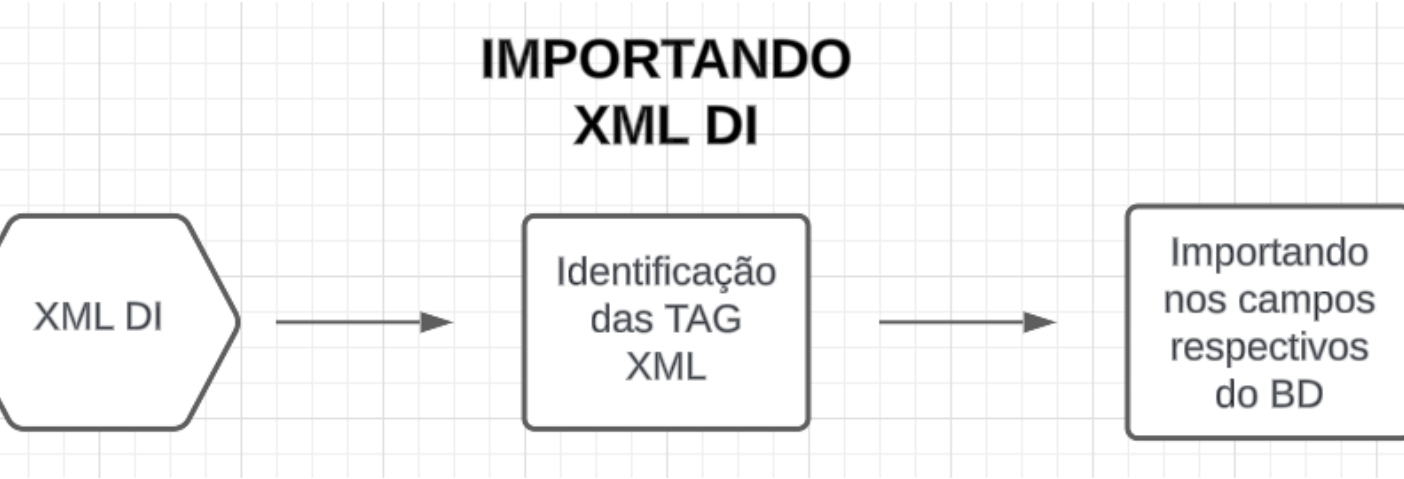 IMPORTANDO
XML DI
XML DI
Identificação
das TAG
XML
Importando
nos campos
respectivos
do BD